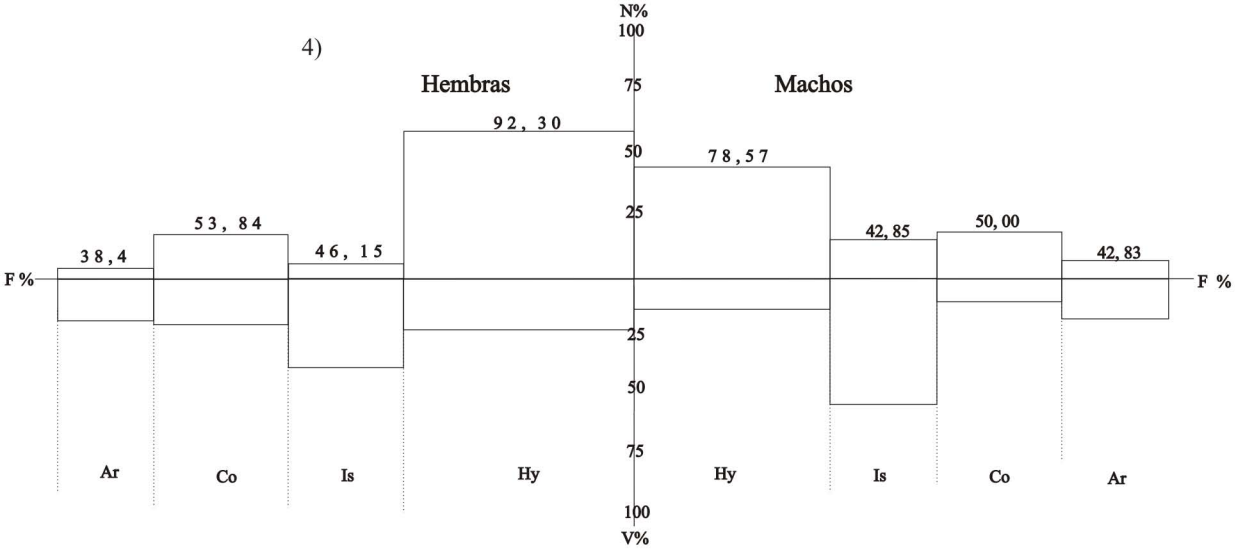 N%
100
4)
Hembras
75
Machos
92, 30
50
78,57
25
53, 84
46, 15
42, 85
50,00
38,4
42,83
F %
F %
25
50
75
Ar
Co
Is
Hy
Hy
Is
Co
Ar
100
V%